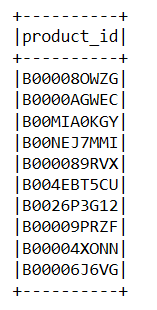 +----------+
|product_id|
+----------+
|B00008OWZG|
|B0000AGWEC|
|B00MIA0KGY|
|B00NEJ7MMI|
|B000089RVX|
|B004EBT5CU|
|B0026P3G12|
|B00009PRZF|
|B00004XONN|
|B00006J6VG|
+----------+